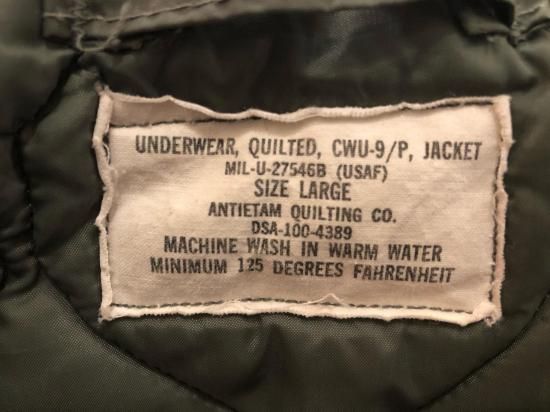 UNDERWEAR, QUILTED, CWU-9/P, JACKET
MIL-U-27546B (USAF)
SIZE LARGE
ANTIETAM QUILTING CO.
DSA-100-4389
MACHINE WASH IN WARM WATER
MINIMUM 125 DEGREES FAHRENHEIT